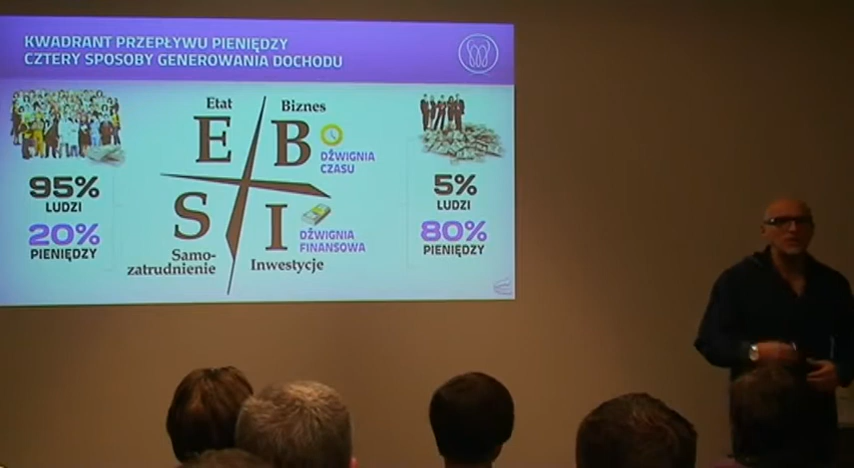 KWADRANT PRZEPŁYWU PIENIĘDZY
CZTERY SPOSOBY GENEROWANIA DOCHODU
95%
LUDZI
20%
PIENIĘDZY
Etat
Biznes
E
B
DŹWIGNIA
CZASU
S
I
DŹWIGNIA
FINANSOWA
Samo-
zatrudnienie
Inwestycje
5%
LUDZI
80%
PIENIĘDZY